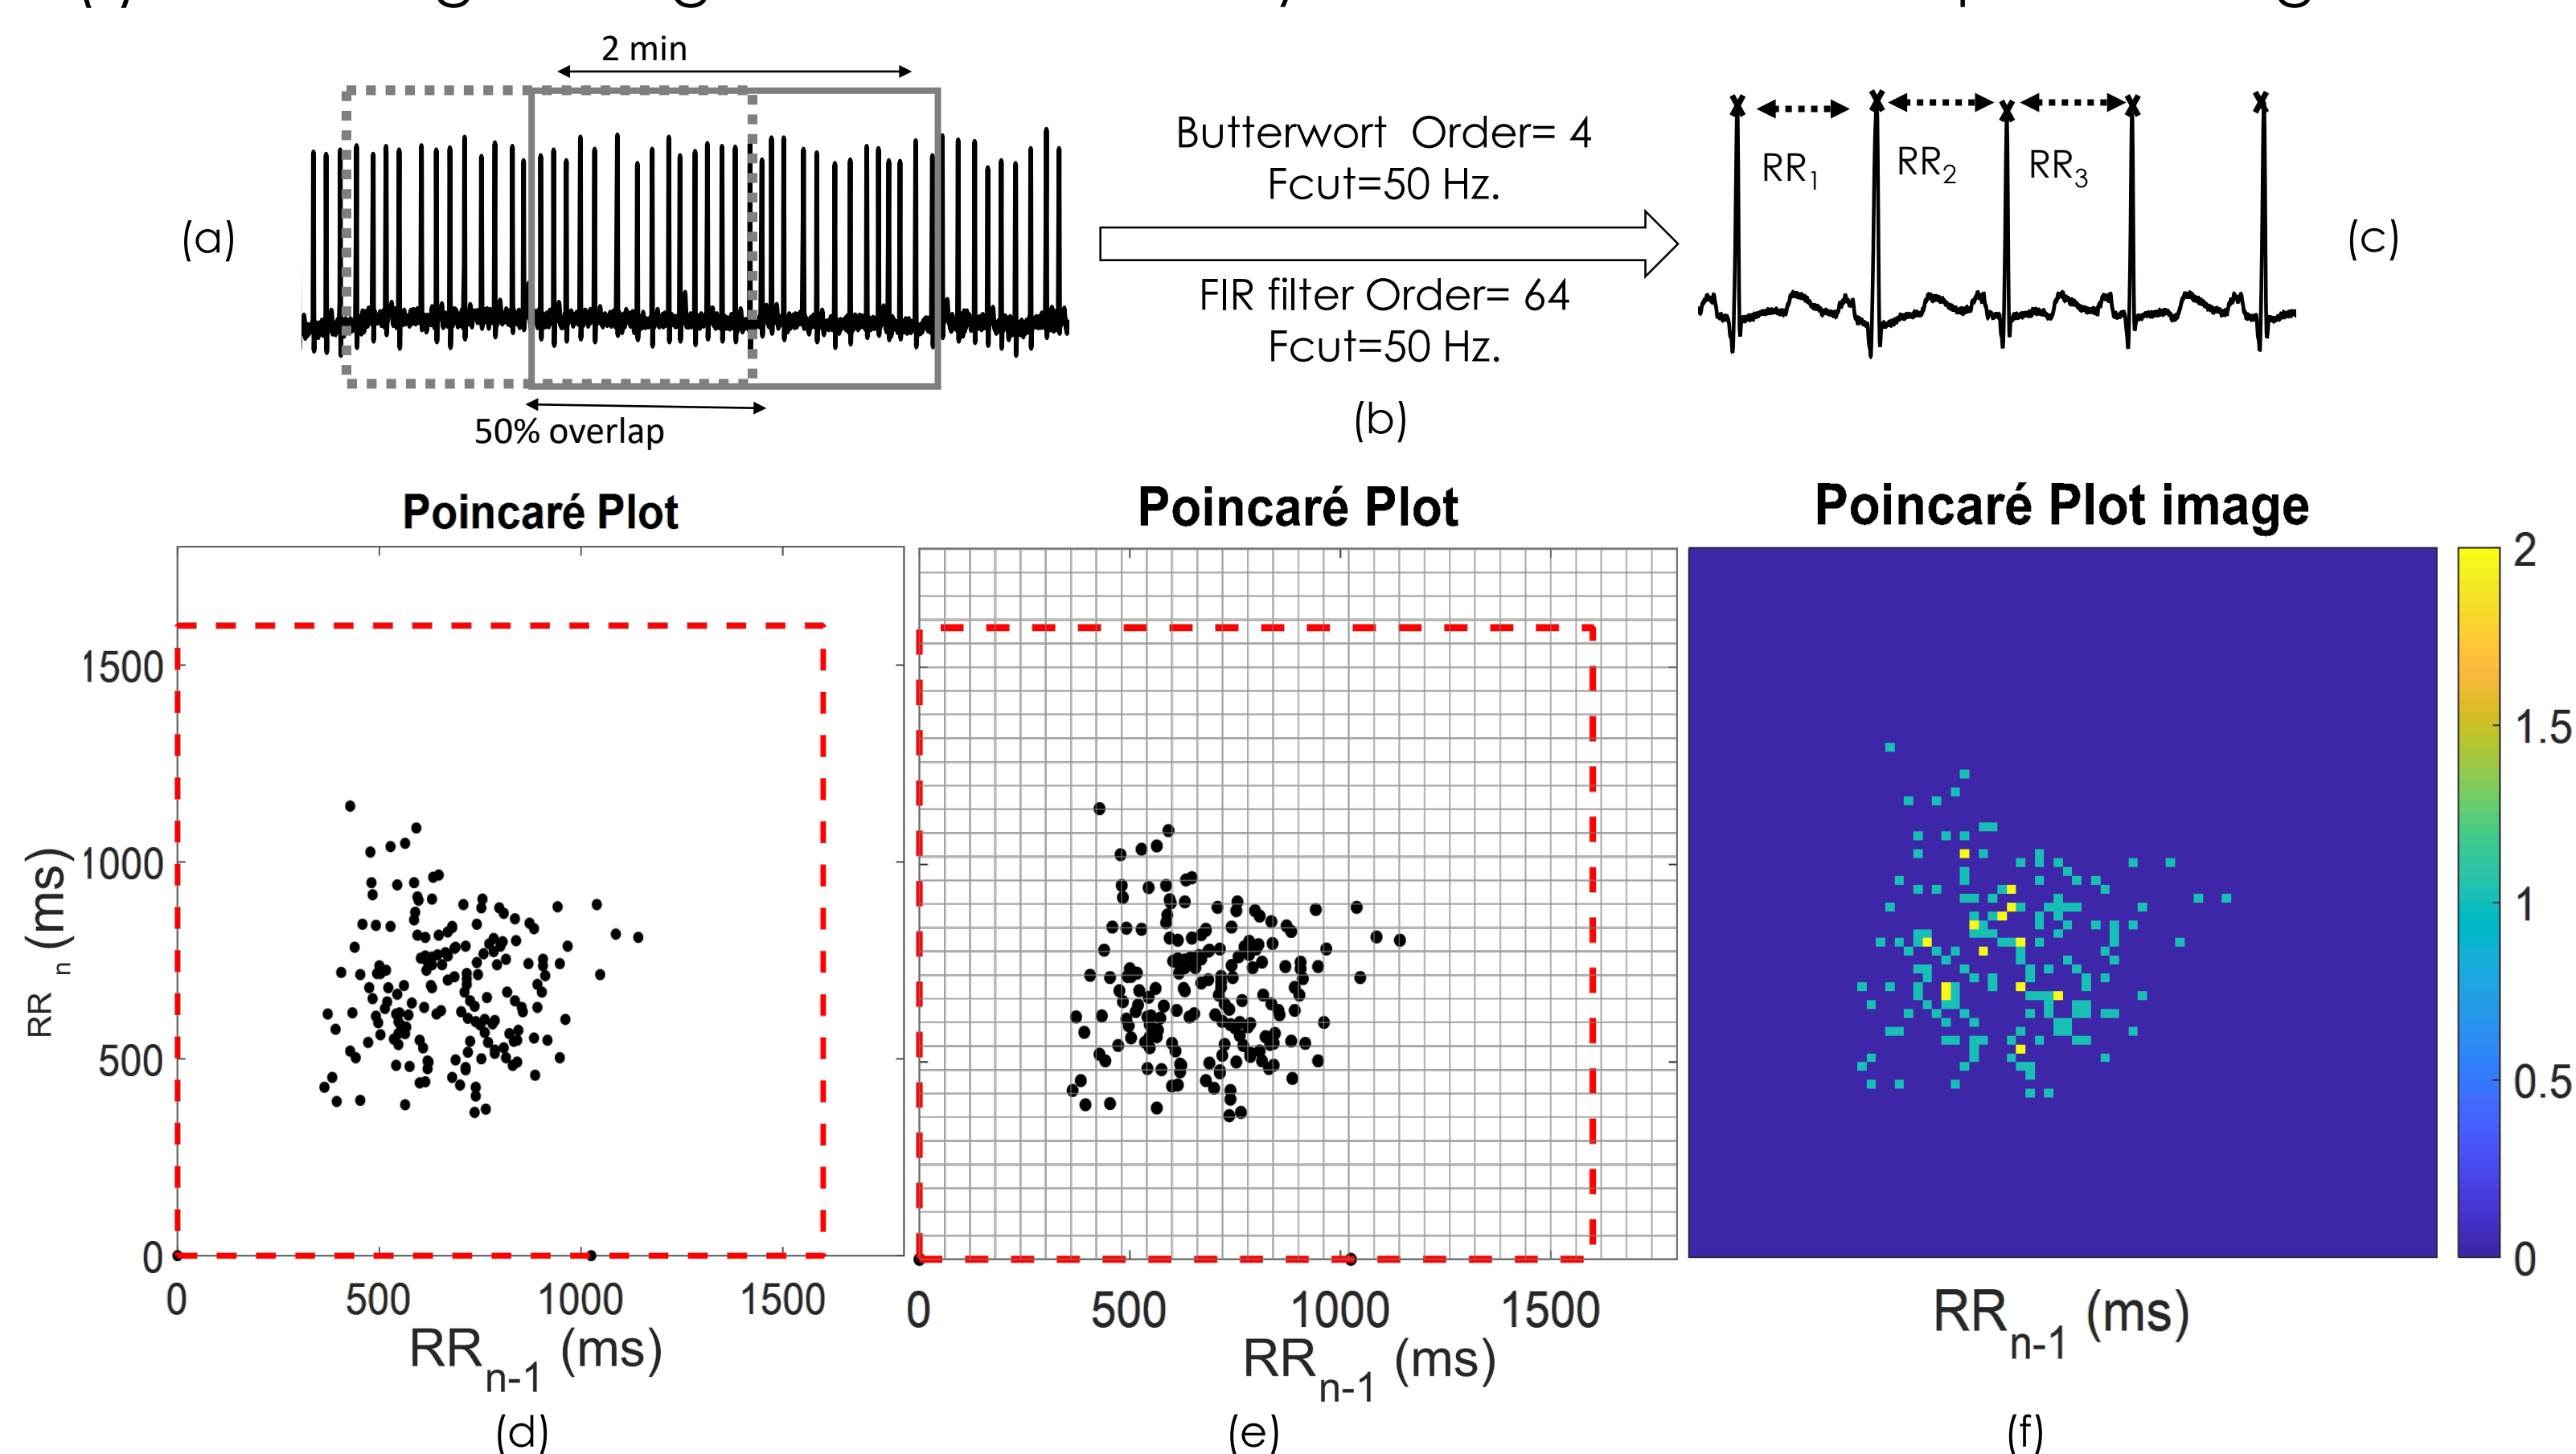 2 min
(a)
50% overlap
Butterwort Order= 4
Fcut=50 Hz.
FIR filter Order= 64
Fcut=50 Hz.
(b)
RR1
RR2
RR3
(c)
Poincaré Plot
1500
1000
500
0
RR n (ms)
0 500 1000 1500
RRn-1 (ms)
(d)
Poincaré Plot
0 500 1000 1500
RRn-1 (ms)
(e)
Poincaré Plot image
2
1.5
1
0.5
0
RRn-1 (ms)
(f)